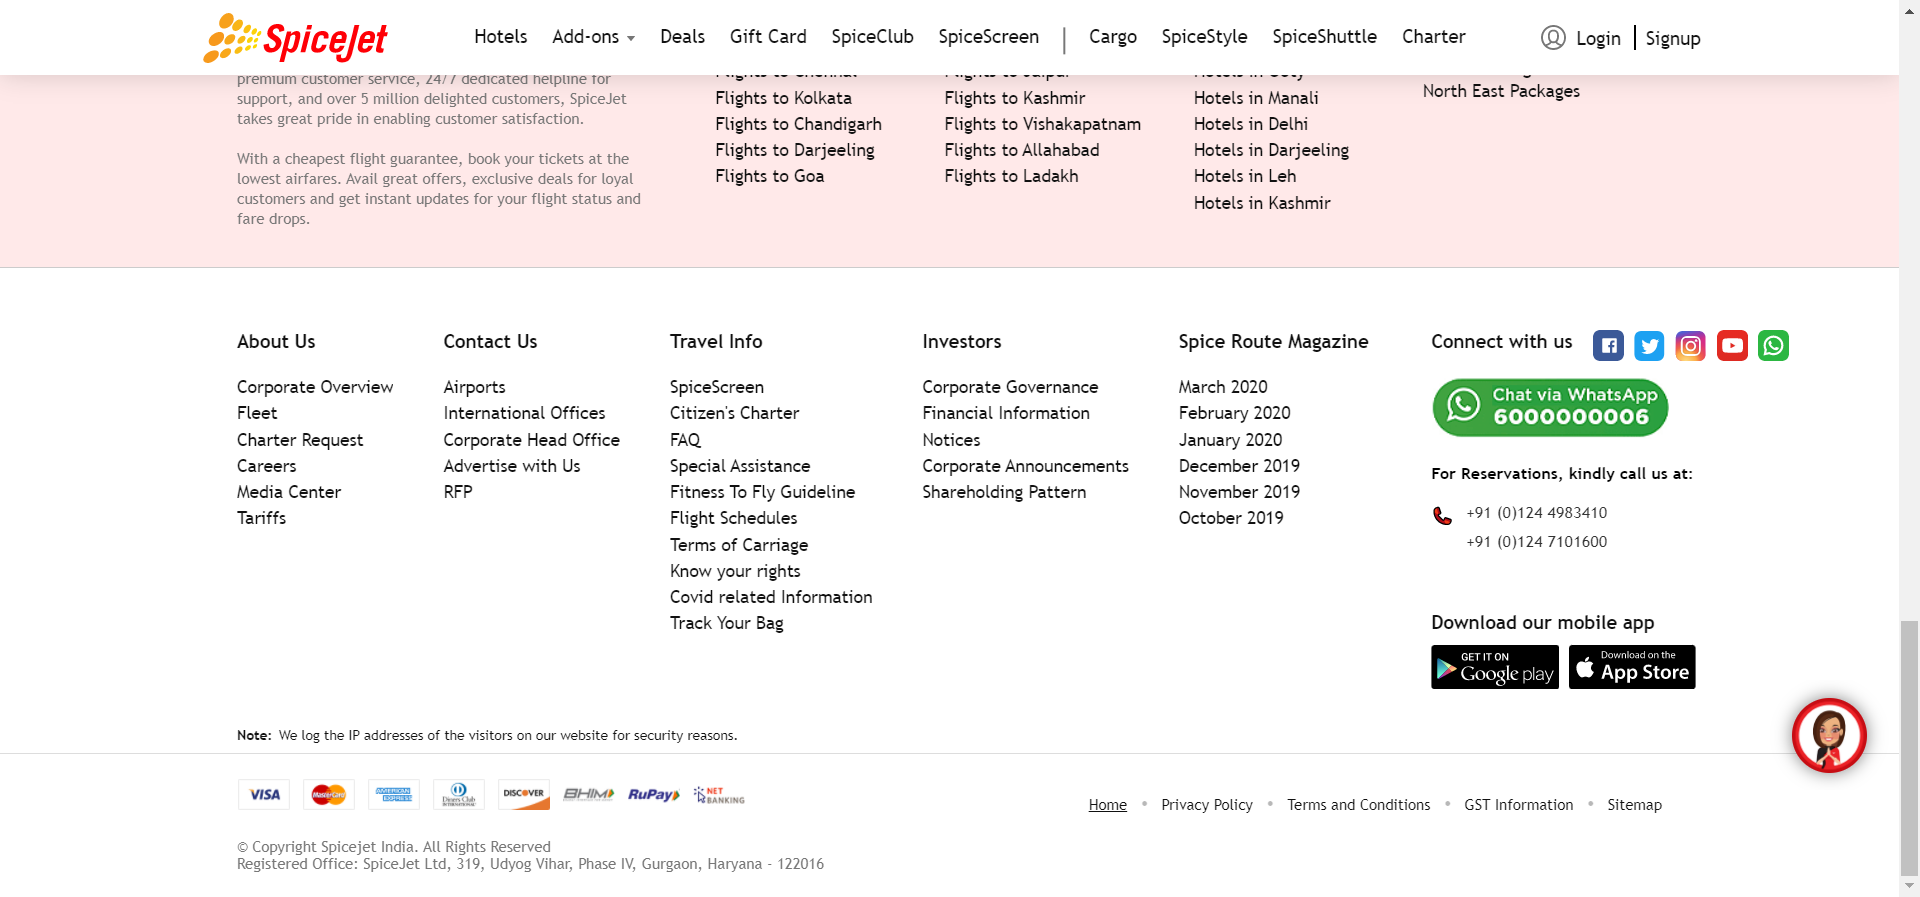 SpiceJet
Hotels Add-ons Deals Gift Card SpiceClub SpiceScreen | Cargo SpiceStyle SpiceShuttle Charter
Login | Signup
premium customer service, 24/7 dedicated helpline for
support, and over 5 million delighted customers, SpiceJet
takes great pride in enabling customer satisfaction.
With a cheapest flight guarantee, book your tickets at the
lowest airfares. Avail great offers, exclusive deals for loyal
customers and get instant updates for your flight status and
fare drops.
Flights to Chennai
Flights to Kolkata
Flights to Chandigarh
Flights to Darjeeling
Flights to Goa
Flights to Jaipur
Flights to Kashmir
Flights to Vishakapatnam
Flights to Allahabad
Flights to Ladakh
Hotels in Ooty
Hotels in Manali
Hotels in Delhi
Hotels in Darjeeling
Hotels in Leh
Hotels in Kashmir
North East Packages
About Us
Corporate Overview
Fleet
Charter Request
Careers
Media Center
Tariffs
Contact Us
Airports
International Offices
Corporate Head Office
Advertise with Us
RFP
Travel Info
SpiceScreen
Citizen's Charter
FAQ
Special Assistance
Fitness To Fly Guideline
Flight Schedules
Terms of Carriage
Know your rights
Covid related Information
Track Your Bag
Investors
Corporate Governance
Financial Information
Notices
Corporate Announcements
Shareholding Pattern
Spice Route Magazine
March 2020
February 2020
January 2020
December 2019
November 2019
October 2019
Connect with us
Chat via WhatsApp
6000000006
For Reservations, kindly call us at:
+91 (0)124 4983410
+91 (0)124 7101600
Download our mobile app
GET IT ON
Google play
Download on the
App Store
Note: We log the IP addresses of the visitors on our website for security reasons.
VISA
MasterCard
AMERICAN EXPRESS
Diners Club
INTERNATIONAL
DISCOVER
BHIM
RuPay
NET
BANKING
Home • Privacy Policy • Terms and Conditions • GST Information • Sitemap
© Copyright Spicejet India. All Rights Reserved
Registered Office: SpiceJet Ltd, 319, Udyog Vihar, Phase IV, Gurgaon, Haryana - 122016